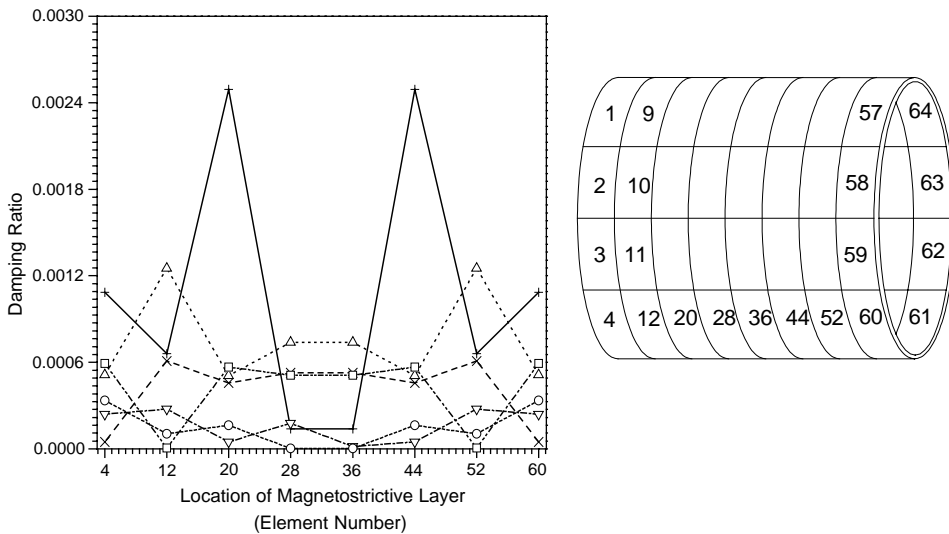 0.0030
0.0024
0.0018
0.0012
0.0006
0.0000
Damping Ratio
4 12 20 28 36 44 52 60
Location of Magnetostrictive Layer
(Element Number)
1 9 57 64
2 10 58 63
3 11 59 62
4 12 20 28 36 44 52 60 61